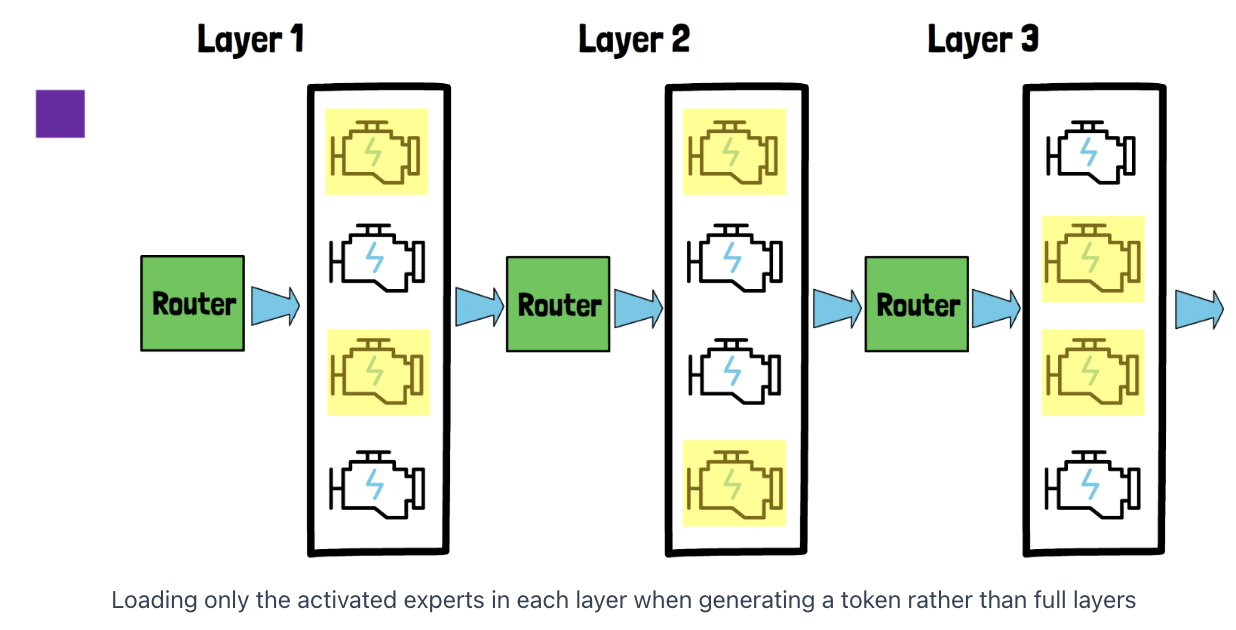 Layer 1
Layer 2
Layer 3
Router
Router
Router
Loading only the activated experts in each layer when generating a token rather than full layers